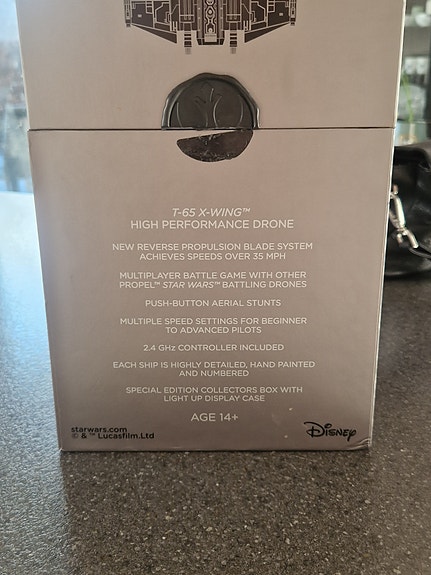 T-65 X-WING™
HIGH PERFORMANCE DRONE
NEW REVERSE PROPULSION BLADE SYSTEM
ACHIEVES SPEEDS OVER 35 MPH
MULTIPLAYER BATTLE GAME WITH OTHER
PROPEL™ STAR WARS™ BATTLING DRONES
PUSH-BUTTON AERIAL STUNTS
MULTIPLE SPEED SETTINGS FOR BEGINNER
TO ADVANCED PILOTS
2.4 GHz CONTROLLER INCLUDED
EACH SHIP IS HIGHLY DETAILED, HAND PAINTED
AND NUMBERED
SPECIAL EDITION COLLECTORS BOX WITH
LIGHT UP DISPLAY CASE
AGE 14+
starwars.com
© & ™ Lucasfilm.Ltd
Disney